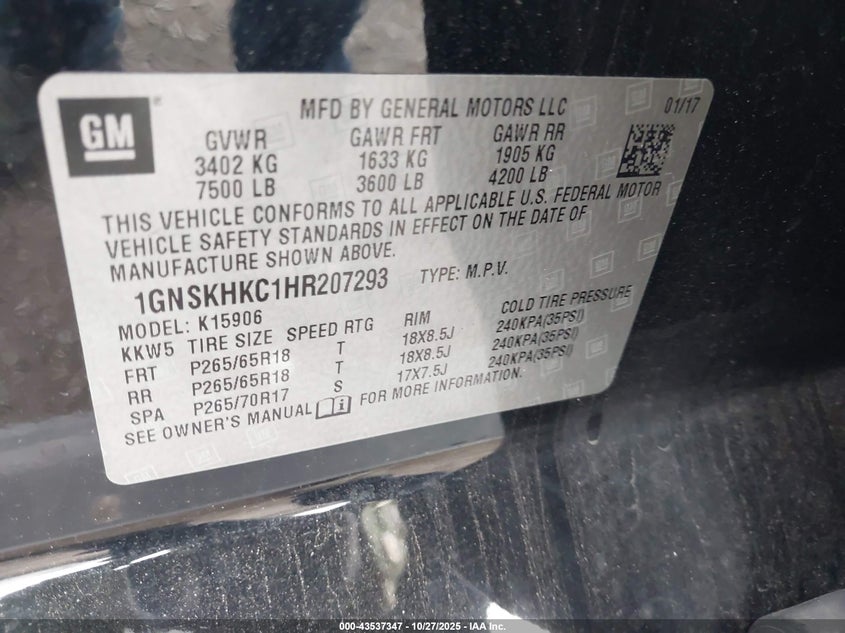 GM
MFD BY GENERAL MOTORS LLC 01/17
GVWR GAWR FRT GAWR RR
3402 KG 1633 KG 1905 KG
7500 LB 3600 LB 4200 LB
THIS VEHICLE CONFORMS TO ALL APPLICABLE U.S. FEDERAL MOTOR
VEHICLE SAFETY STANDARDS IN EFFECT ON THE DATE OF
MANUFACTURE SHOWN ABOVE.
1GNSKHKC1HR207293 TYPE: M.P.V.
MODEL: K15906
KKW5 TIRE SIZE SPEED RTG RIM COLD TIRE PRESSURE
FRT P265/65R18 T 18X8.5J 240KPA(35PSI)
RR P265/65R18 T 18X8.5J 240KPA(35PSI)
SPA P265/70R17 S 17X7.5J 240KPA(35PSI)
SEE OWNER'S MANUAL FOR MORE INFORMATION.
000-43537347 - 10/27/2025 - IAA Inc.